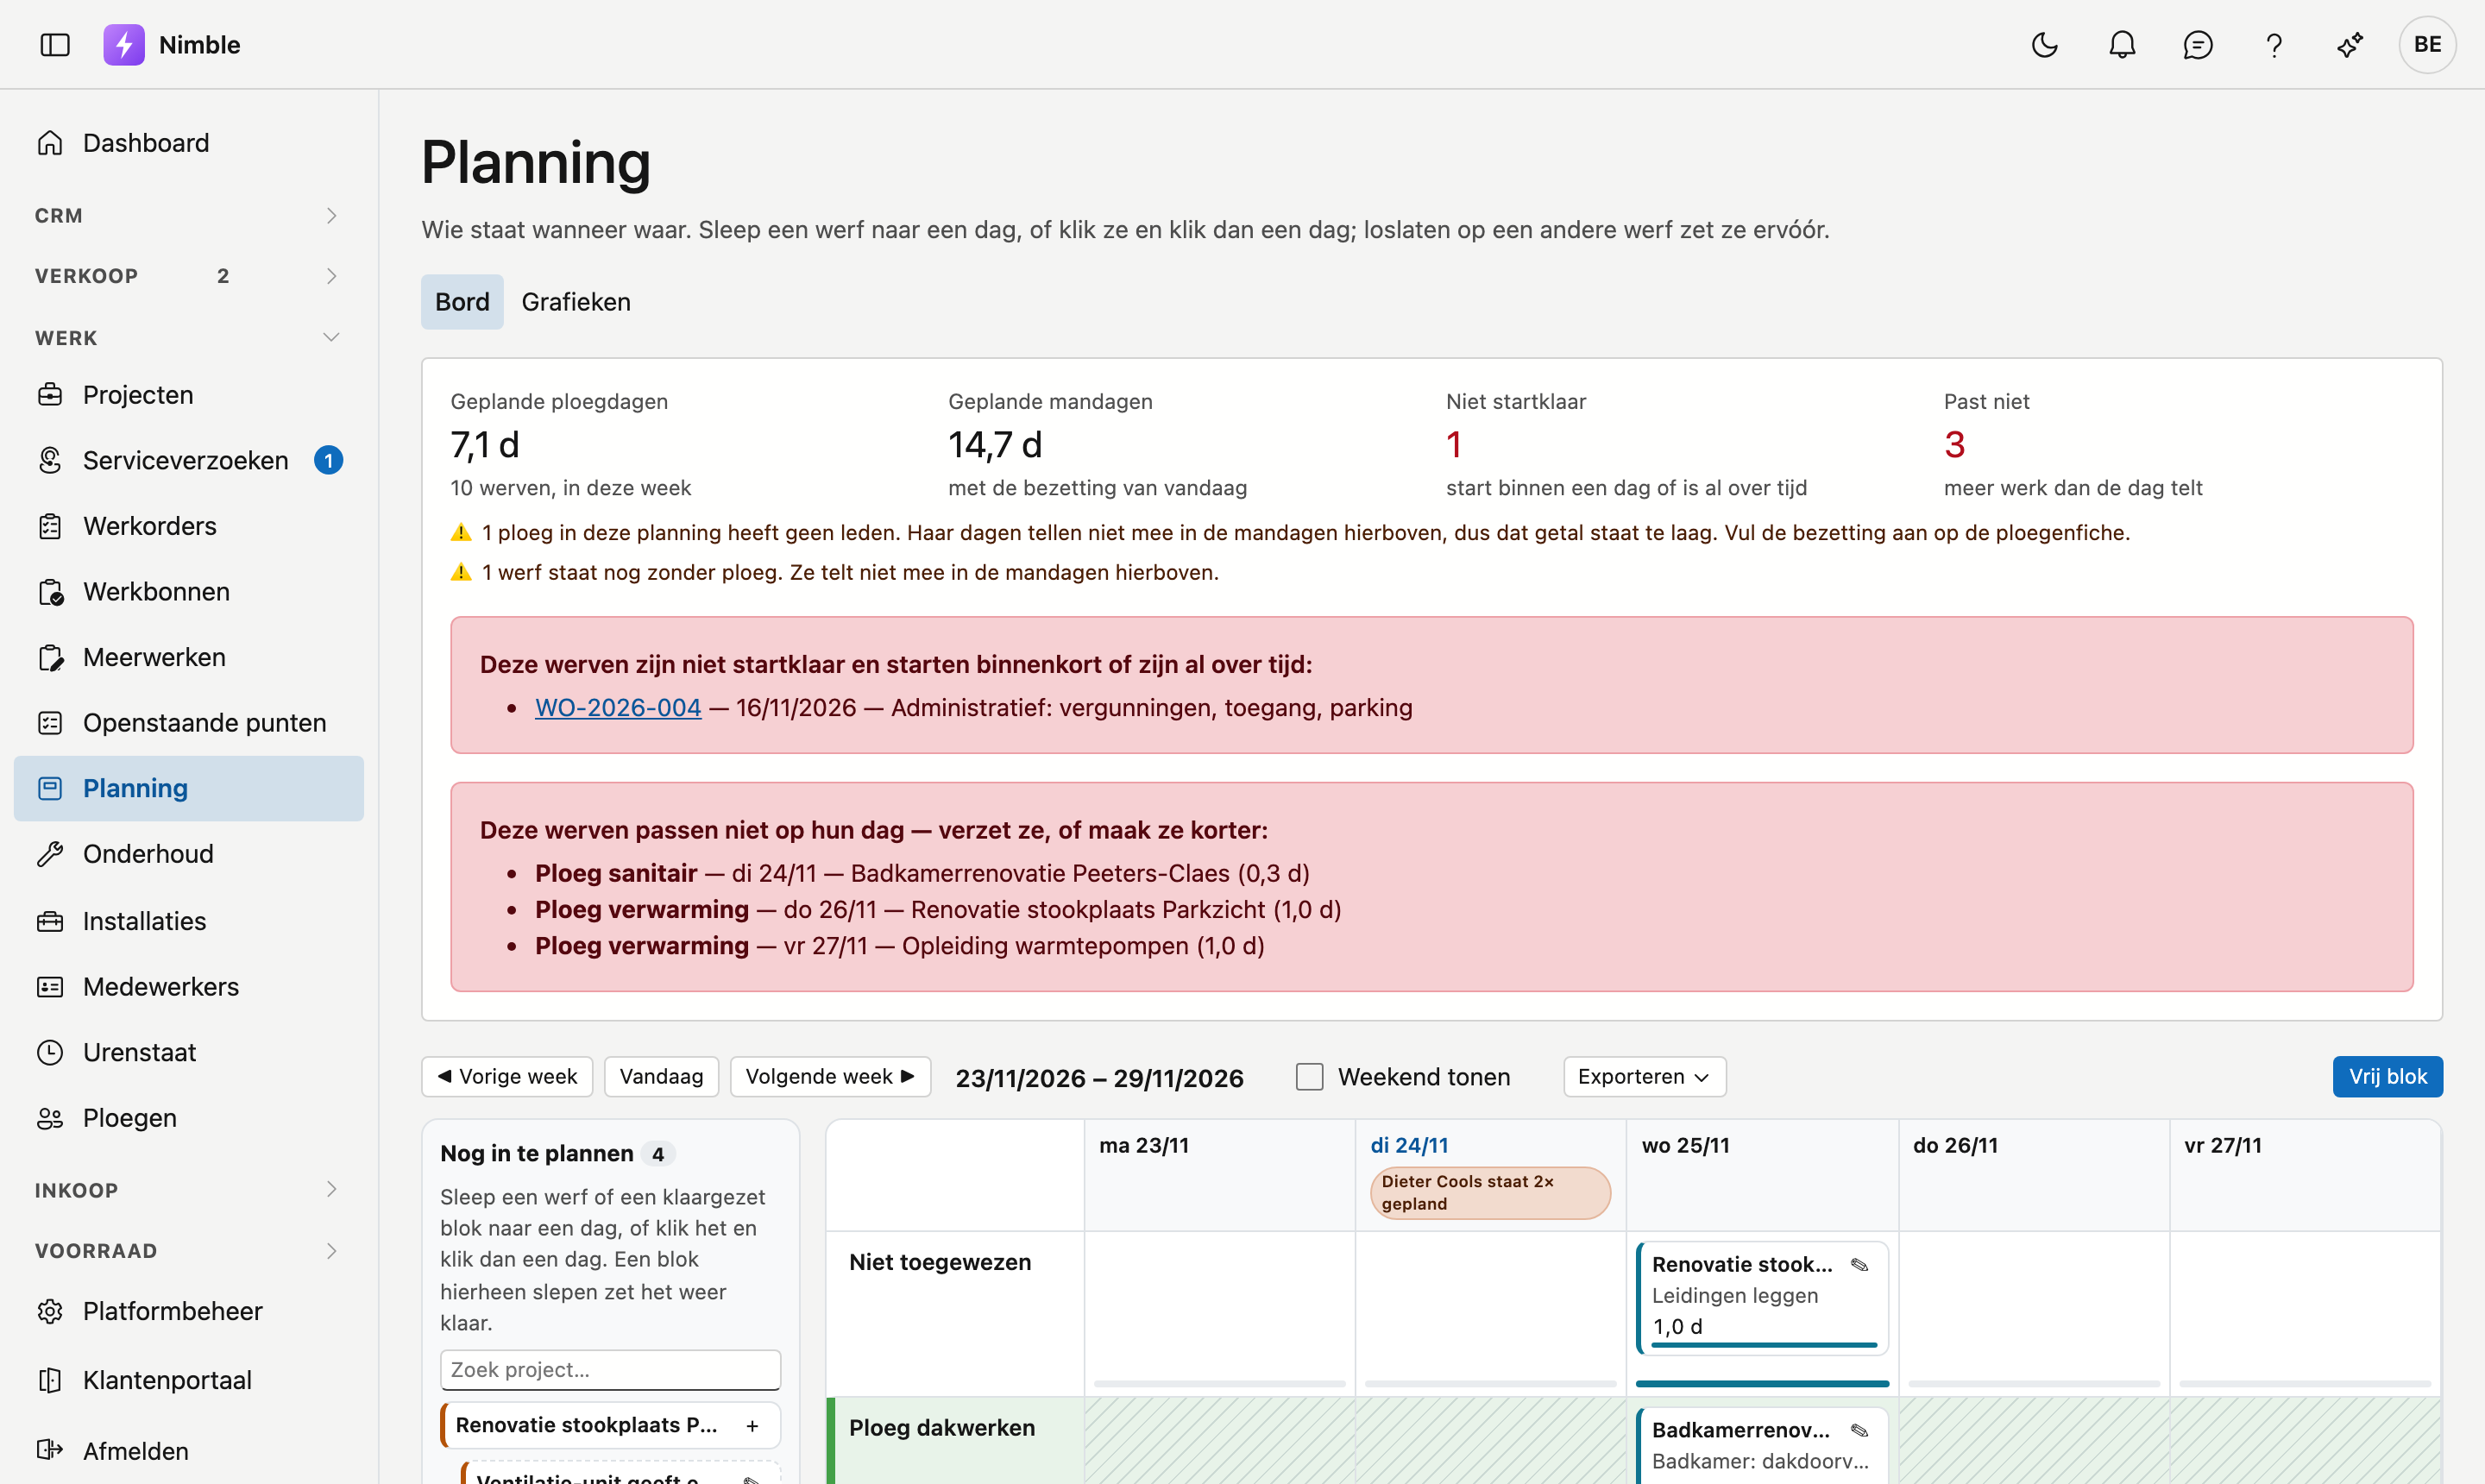 Nimble
BE
Dashboard
CRM
VERKOOP 2
WERK
Projecten
Serviceverzoeken 1
Werkorders
Werkbonnen
Meerwerken
Openstaande punten
Planning
Onderhoud
Installaties
Medewerkers
Urenstaat
Ploegen
INKOOP
VOORRAAD
Platformbeheer
Klantenportaal
Afmelden
Planning
Wie staat wanneer waar. Sleep een werf naar een dag, of klik ze en klik dan een dag; loslaten op een andere werf zet ze ervóór.
Bord Grafieken
Geplande ploegdagen
7,1 d
10 werven, in deze week
Geplande mandagen
14,7 d
met de bezetting van vandaag
Niet startklaar
1
start binnen een dag of is al over tijd
Past niet
3
meer werk dan de dag telt
1 ploeg in deze planning heeft geen leden. Haar dagen tellen niet mee in de mandagen hierboven, dus dat getal staat te laag. Vul de bezetting aan op de ploegenfiche.
1 werf staat nog zonder ploeg. Ze telt niet mee in de mandagen hierboven.
Deze werven zijn niet startklaar en starten binnenkort of zijn al over tijd:
• WO-2026-004 — 16/11/2026 — Administratief: vergunningen, toegang, parking
Deze werven passen niet op hun dag — verzet ze, of maak ze korter:
• Ploeg sanitair — di 24/11 — Badkamerrenovatie Peeters-Claes (0,3 d)
• Ploeg verwarming — do 26/11 — Renovatie stookplaats Parkzicht (1,0 d)
• Ploeg verwarming — vr 27/11 — Opleiding warmtepompen (1,0 d)
Vorige week Vandaag Volgende week 23/11/2026 – 29/11/2026 Weekend tonen Exporteren Vrij blok
Nog in te plannen 4
Sleep een werf of een klaargezet
blok naar een dag, of klik het en
klik dan een dag. Een blok
hierheen slepen zet het weer
klaar.
Zoek project...
Renovatie stookplaats P... +
Ventilatie-unit geeft e...
ma 23/11 di 24/11 wo 25/11 do 26/11 vr 27/11
Dieter Cools staat 2×
gepland
Niet toegewezen
Renovatie stook...
Leidingen leggen
1,0 d
Ploeg dakwerken
Badkamerrenov...
Badkamer: dakdoorv...